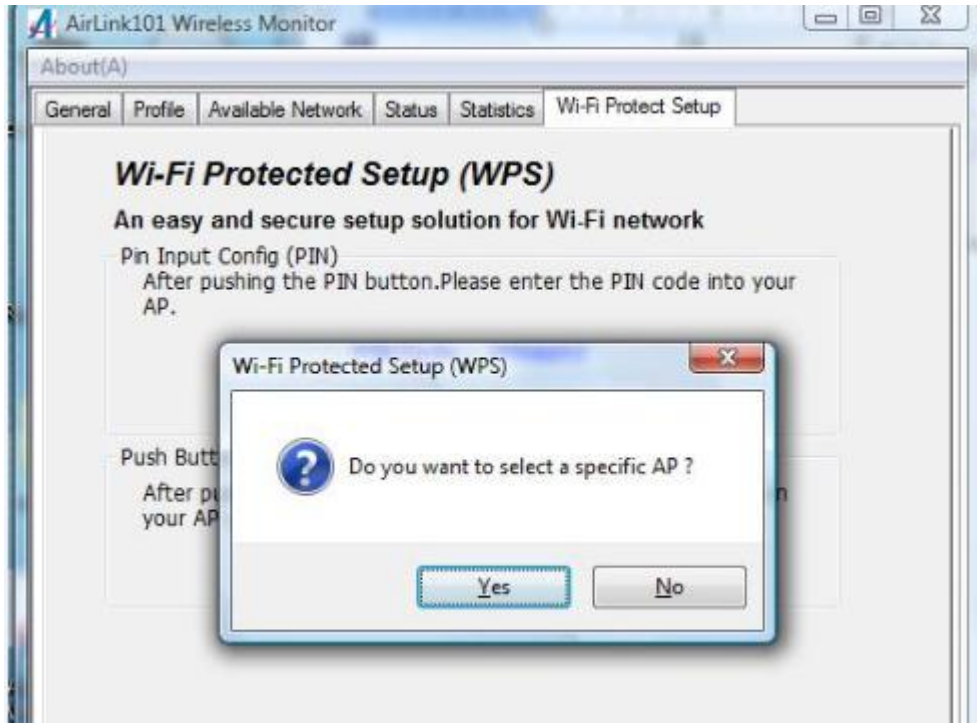 AirLink101 Wireless Monitor
About(A)
General Profile Available Network Status Statistics Wi-Fi Protect Setup
Wi-Fi Protected Setup (WPS)
An easy and secure setup solution for Wi-Fi network
Pin Input Config (PIN)
After pushing the PIN button.Please enter the PIN code into your
AP.
Wi-Fi Protected Setup (WPS)
Do you want to select a specific AP ?
Yes No
Push
After
your AP